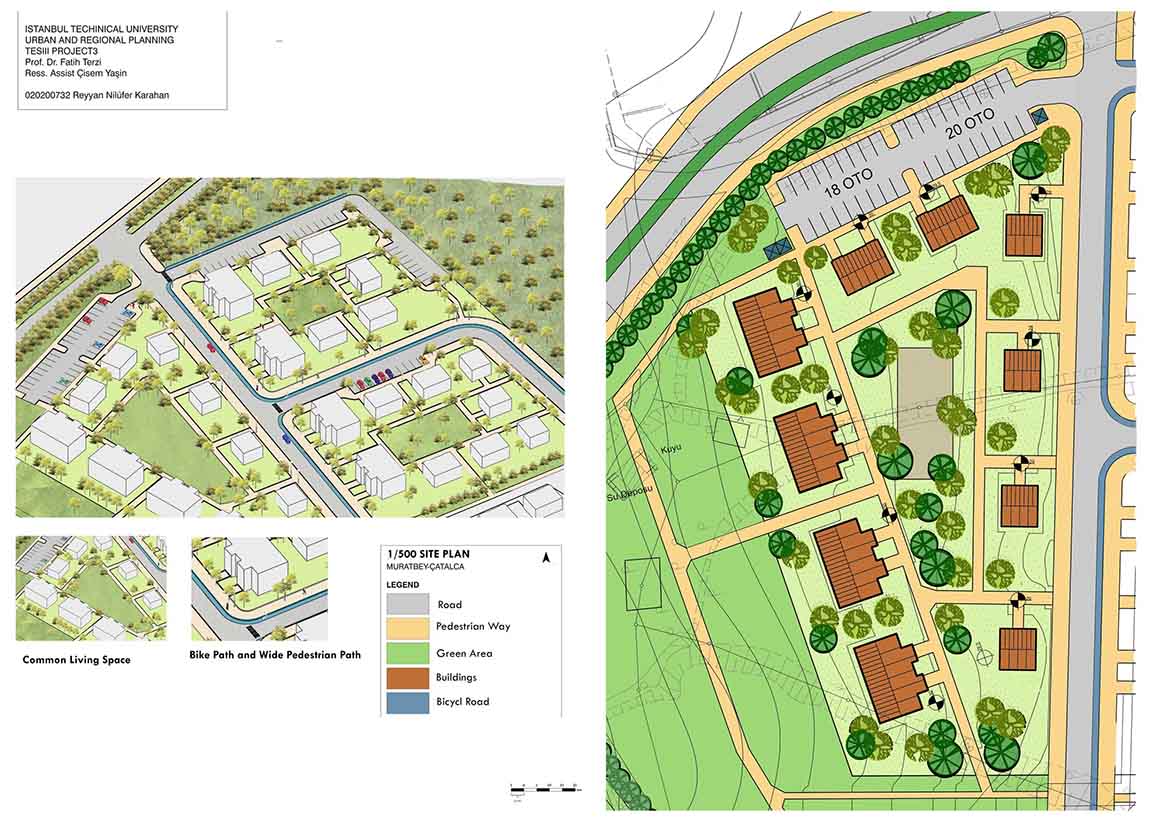 ISTANBUL TECHINICAL UNIVERSITY
URBAN AND REGIONAL PLANNING
TESIII PROJECT3
Prof. Dr. Fatih Terzi
Ress. Assist Çisem Yaşin
020200732 Reyyan Nilüfer Karahan
20 OTO
18 OTO
Kuyu
Su Deposu
1/500 SITE PLAN
MURATBEY-ÇATALCA
LEGEND
Road
Pedestrian Way
Green Area
Buildings
Bicycl Road
Common Living Space
Bike Path and Wide Pedestrian Path